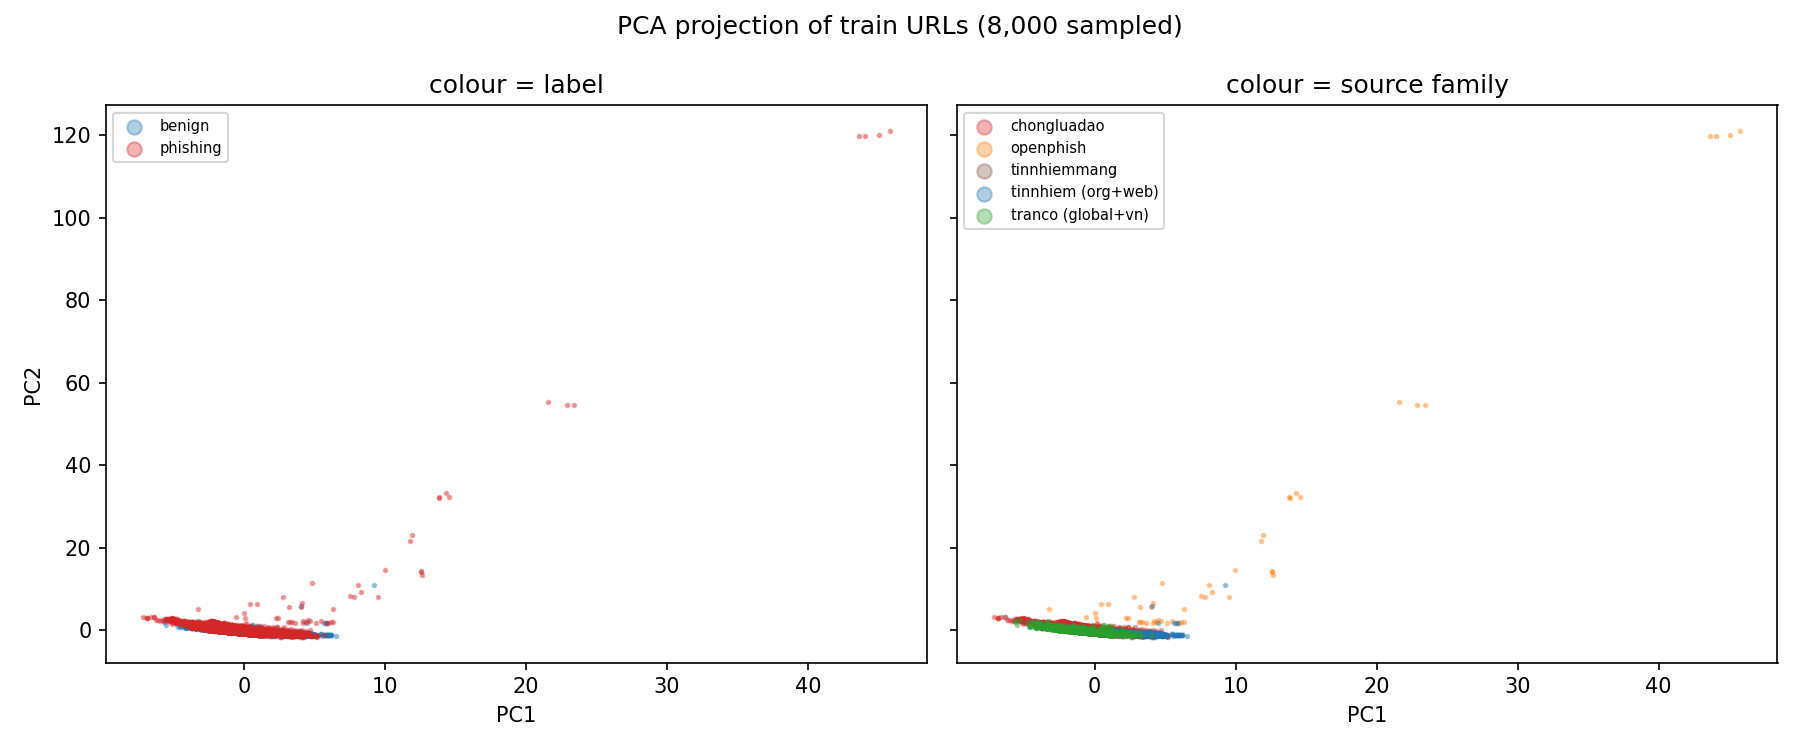 PCA projection of train URLs (8,000 sampled)
colour = label
benign
phishing
120
100
80
60
40
20
0
PC2
0
10
20
30
40
PC1
colour = source family
chongluadao
openphish
tinnhiemmang
tinnhiem (org+web)
tranco (global+vn)
0
10
20
30
40
PC1